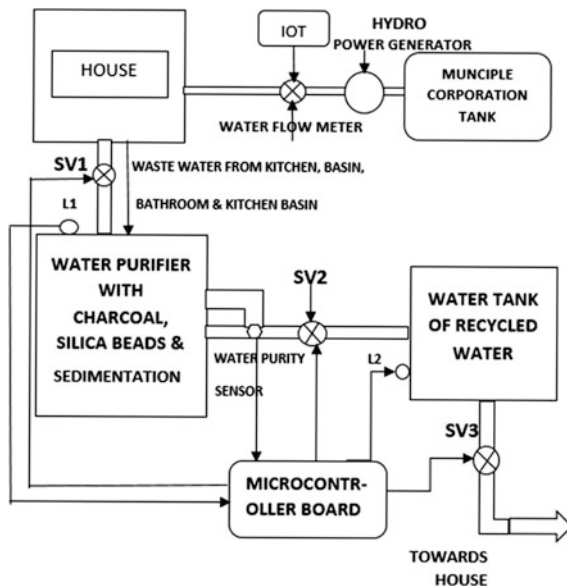 HYDRO
IOT
POWER GENERATOR
HOUSE
MUNCIPLE
CORPORATION
TANK
WATER FLOW METER
SV1
WASTE WATER FROM KITCHEN, BASIN,
BATHROOM & KITCHEN BASIN
L1
WATER PURIFIER
WITH
CHARCOAL,
SILICA BEADS &
SEDIMENTATION
SV2
WATER TANK
OF RECYCLED
WATER
WATER PURITY
SENSOR
L2
SV3
MICROCONTR-
OLLER BOARD
TOWARDS
HOUSE